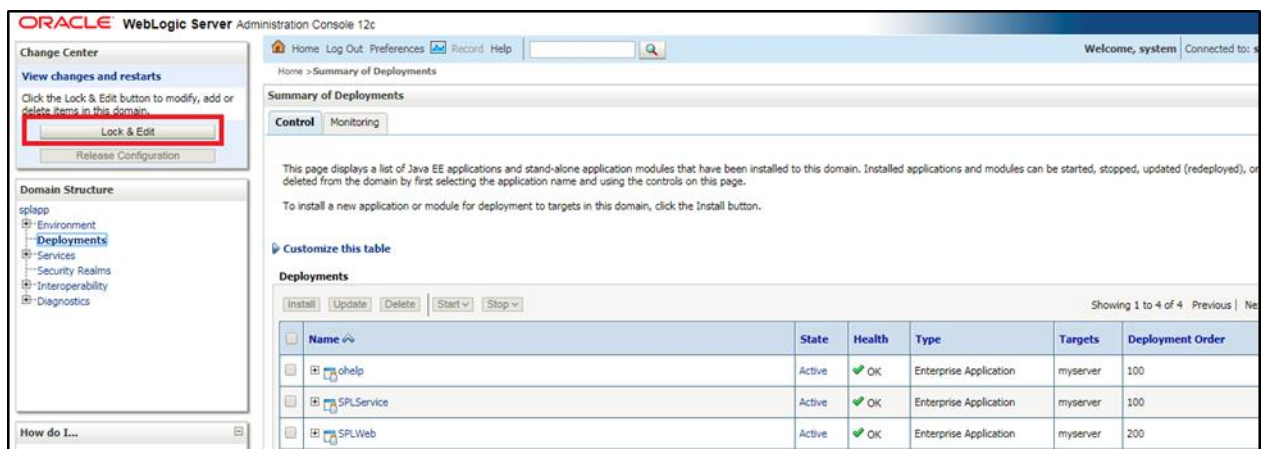 ORACLE WebLogic Server Administration Console 12c
Change Center
View changes and restarts
Click the Lock & Edit button to modify, add or
delete items in this domain.
Lock & Edit
Release Configuration
Domain Structure
splapp
Environment
Deployments
Services
Security Realms
Interoperability
Diagnostics
How do I...
Home Log Out Preferences Record Help
Welcome, system Connected to:
Home >Summary of Deployments
Summary of Deployments
Control Monitoring
This page displays a list of Java EE applications and stand-alone application modules that have been installed to this domain. Installed applications and modules can be started, stopped, updated (redeployed), or
deleted from the domain by first selecting the application name and using the controls on this page.
To install a new application or module for deployment to targets in this domain, click the Install button.
Customize this table
Deployments
Install Update Delete Start Stop
Showing 1 to 4 of 4 Previous |
Name State Health Type Targets Deployment Order
ohelp Active OK Enterprise Application myserver 100
SPLService Active OK Enterprise Application myserver 100
SPLWeb Active OK Enterprise Application myserver 200